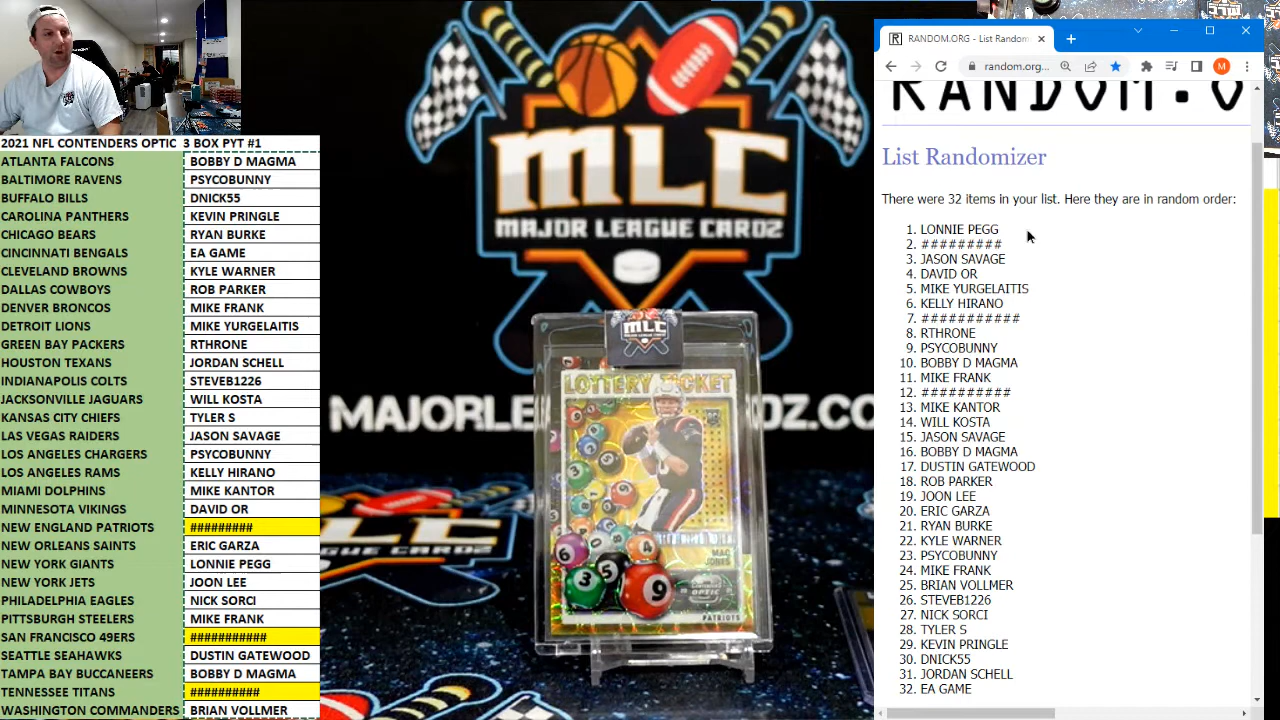 2021 NFL CONTENDERS OPTIC 3 BOX PYT #1
ATLANTA FALCONS BOBBY D MAGMA
BALTIMORE RAVENS PSYCOBUNNY
BUFFALO BILLS DNICK55
CAROLINA PANTHERS KEVIN PRINGLE
CHICAGO BEARS RYAN BURKE
CINCINNATI BENGALS EA GAME
CLEVELAND BROWNS KYLE WARNER
DALLAS COWBOYS ROB PARKER
DENVER BRONCOS MIKE FRANK
DETROIT LIONS MIKE YURGELAITIS
GREEN BAY PACKERS RTHRONE
HOUSTON TEXANS JORDAN SCHELL
INDIANAPOLIS COLTS STEVEB1226
JACKSONVILLE JAGUARS WILL KOSTA
KANSAS CITY CHIEFS TYLER S
LAS VEGAS RAIDERS JASON SAVAGE
LOS ANGELES CHARGERS PSYCOBUNNY
LOS ANGELES RAMS KELLY HIRANO
MIAMI DOLPHINS MIKE KANTOR
MINNESOTA VIKINGS DAVID OR
NEW ENGLAND PATRIOTS #########
NEW ORLEANS SAINTS ERIC GARZA
NEW YORK GIANTS LONNIE PEGG
NEW YORK JETS JOON LEE
PHILADELPHIA EAGLES NICK SORCI
PITTSBURGH STEELERS MIKE FRANK
SAN FRANCISCO 49ERS ###########
SEATTLE SEAHAWKS DUSTIN GATEWOOD
TAMPA BAY BUCCANEERS BOBBY D MAGMA
TENNESSEE TITANS ##########
WASHINGTON COMMANDERS BRIAN VOLLMER
MLC
MAJOR LEAGUE CARDZ
MLC
LOTTERY TICKET
RC
MAC
JONES
PATRIOTS
RANDOM.ORG - List Random
random.org...
M
List Randomizer
There were 32 items in your list. Here they are in random order:
1. LONNIE PEGG
2. #########
3. JASON SAVAGE
4. DAVID OR
5. MIKE YURGELAITIS
6. KELLY HIRANO
7. ###########
8. RTHRONE
9. PSYCOBUNNY
10. BOBBY D MAGMA
11. MIKE FRANK
12. ##########
13. MIKE KANTOR
14. WILL KOSTA
15. JASON SAVAGE
16. BOBBY D MAGMA
17. DUSTIN GATEWOOD
18. ROB PARKER
19. JOON LEE
20. ERIC GARZA
21. RYAN BURKE
22. KYLE WARNER
23. PSYCOBUNNY
24. MIKE FRANK
25. BRIAN VOLLMER
26. STEVEB1226
27. NICK SORCI
28. TYLER S
29. KEVIN PRINGLE
30. DNICK55
31. JORDAN SCHELL
32. EA GAME